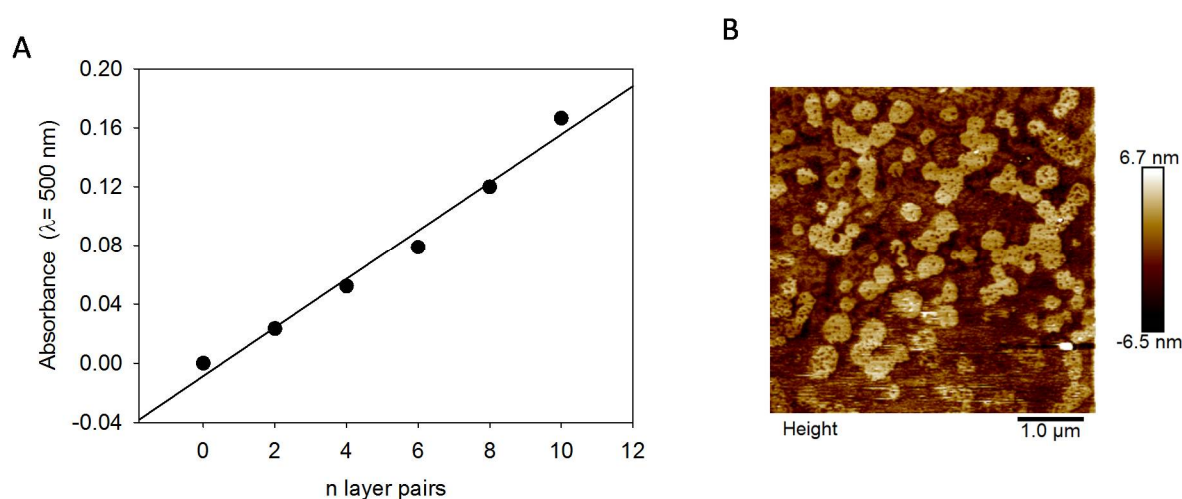 A
Absorbance (λ= 500 nm)
0.20
0.16
0.12
0.08
0.04
0.00
-0.04
0 2 4 6 8 10 12
n layer pairs
B
6.7 nm
-6.5 nm
Height
1.0 µm